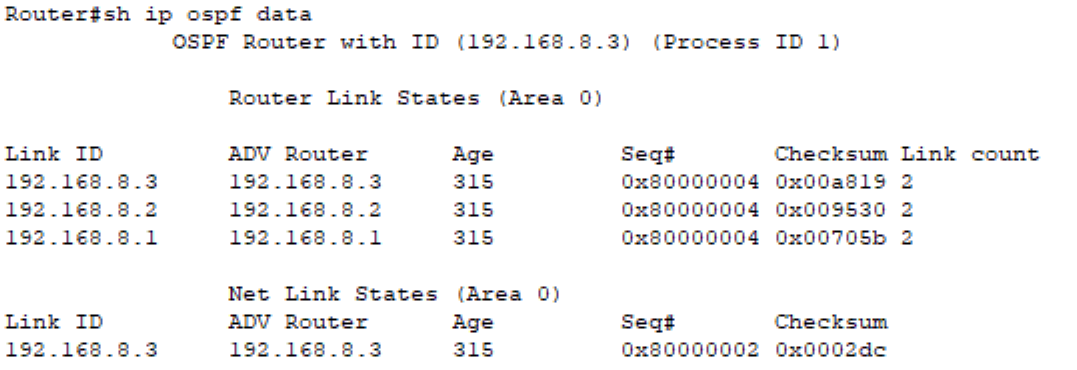 Router#sh ip ospf data
OSPF Router with ID (192.168.8.3) (Process ID 1)
Router Link States (Area 0)
Link ID ADV Router Age Seq# Checksum Link count
192.168.8.3 192.168.8.3 315 0x80000004 0x00a819 2
192.168.8.2 192.168.8.2 315 0x80000004 0x009530 2
192.168.8.1 192.168.8.1 315 0x80000004 0x00705b 2
Net Link States (Area 0)
Link ID ADV Router Age Seq# Checksum
192.168.8.3 192.168.8.3 315 0x80000002 0x0002dc